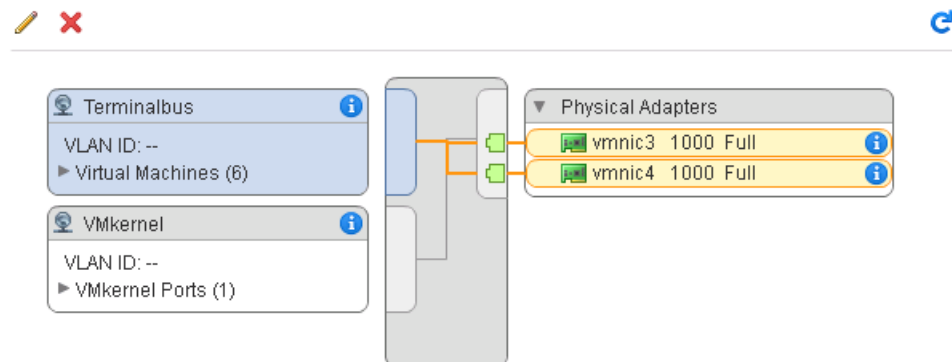 Terminalbus
VLAN ID: --
Virtual Machines (6)
VMkernel
VLAN ID: --
VMkernel Ports (1)
Physical Adapters
vmnic3 1000 Full
vmnic4 1000 Full